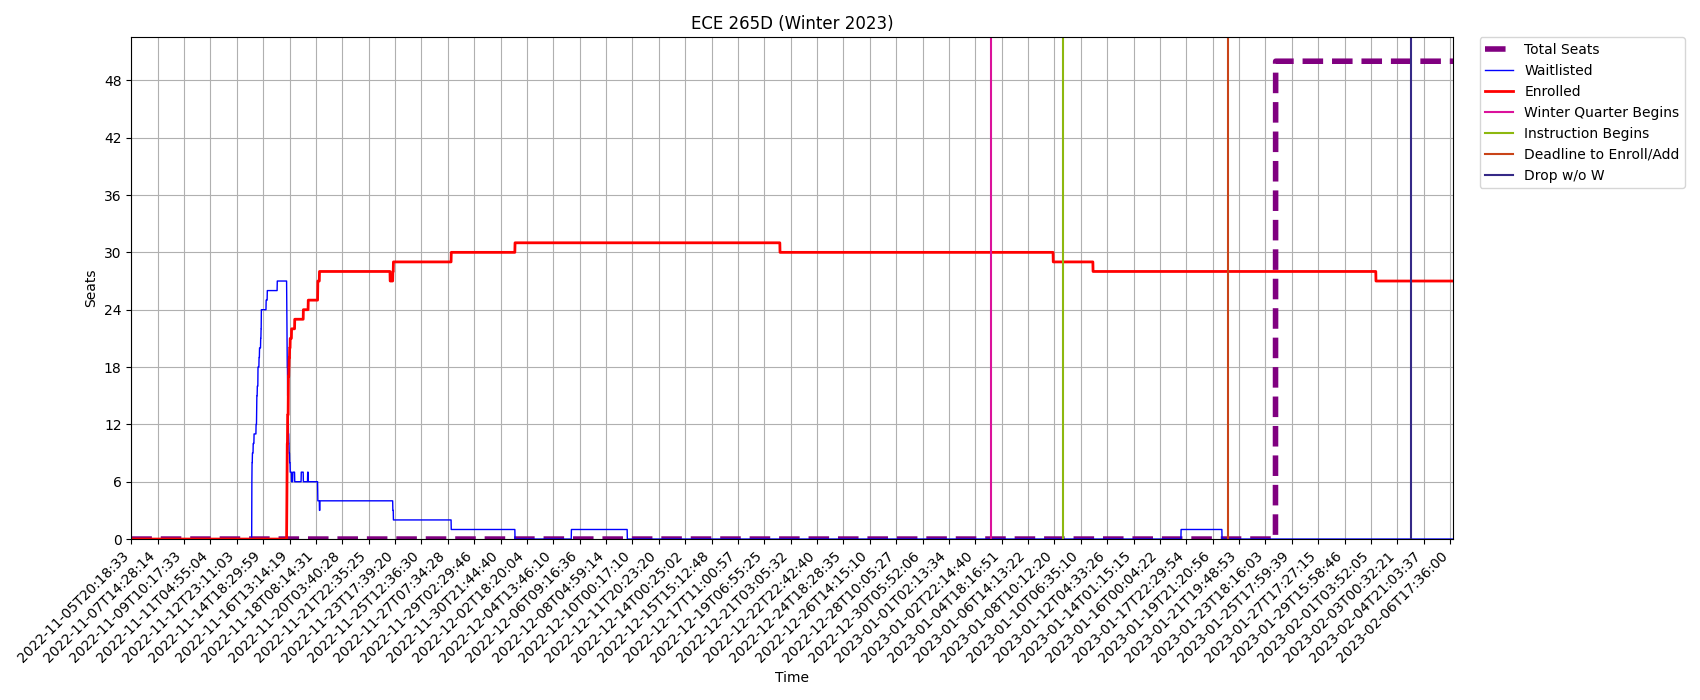 ECE 265D (Winter 2023)
Total Seats
Waitlisted
Enrolled
Winter Quarter Begins
Instruction Begins
Deadline to Enroll/Add
Drop w/o W
Seats
48
42
36
30
24
18
12
6
0
2022-11-05T20:18:33
2022-11-07T14:28:14
2022-11-09T10:17:33
2022-11-11T04:55:04
2022-11-12T23:11:03
2022-11-14T18:29:59
2022-11-16T13:14:19
2022-11-18T08:14:31
2022-11-20T03:40:28
2022-11-21T22:35:25
2022-11-23T17:39:20
2022-11-25T12:36:30
2022-11-27T07:34:28
2022-11-29T02:29:46
2022-11-30T21:44:40
2022-12-02T18:20:04
2022-12-04T13:46:10
2022-12-06T09:16:36
2022-12-08T04:59:14
2022-12-10T00:17:10
2022-12-11T20:23:20
2022-12-14T00:25:02
2022-12-15T15:12:48
2022-12-17T11:00:57
2022-12-19T06:55:25
2022-12-21T03:05:32
2022-12-22T22:42:40
2022-12-24T18:28:35
2022-12-26T14:15:10
2022-12-28T10:05:27
2022-12-30T05:52:06
2023-01-01T02:13:34
2023-01-02T22:14:40
2023-01-04T18:16:51
2023-01-06T14:13:22
2023-01-08T10:12:20
2023-01-10T06:35:10
2023-01-12T04:33:26
2023-01-14T01:15:15
2023-01-16T00:04:22
2023-01-17T22:29:54
2023-01-19T21:20:56
2023-01-21T19:48:53
2023-01-23T18:16:03
2023-01-25T17:59:39
2023-01-27T17:27:15
2023-01-29T15:58:46
2023-02-01T03:52:05
2023-02-03T00:32:21
2023-02-04T21:03:37
2023-02-06T17:36:00
Time